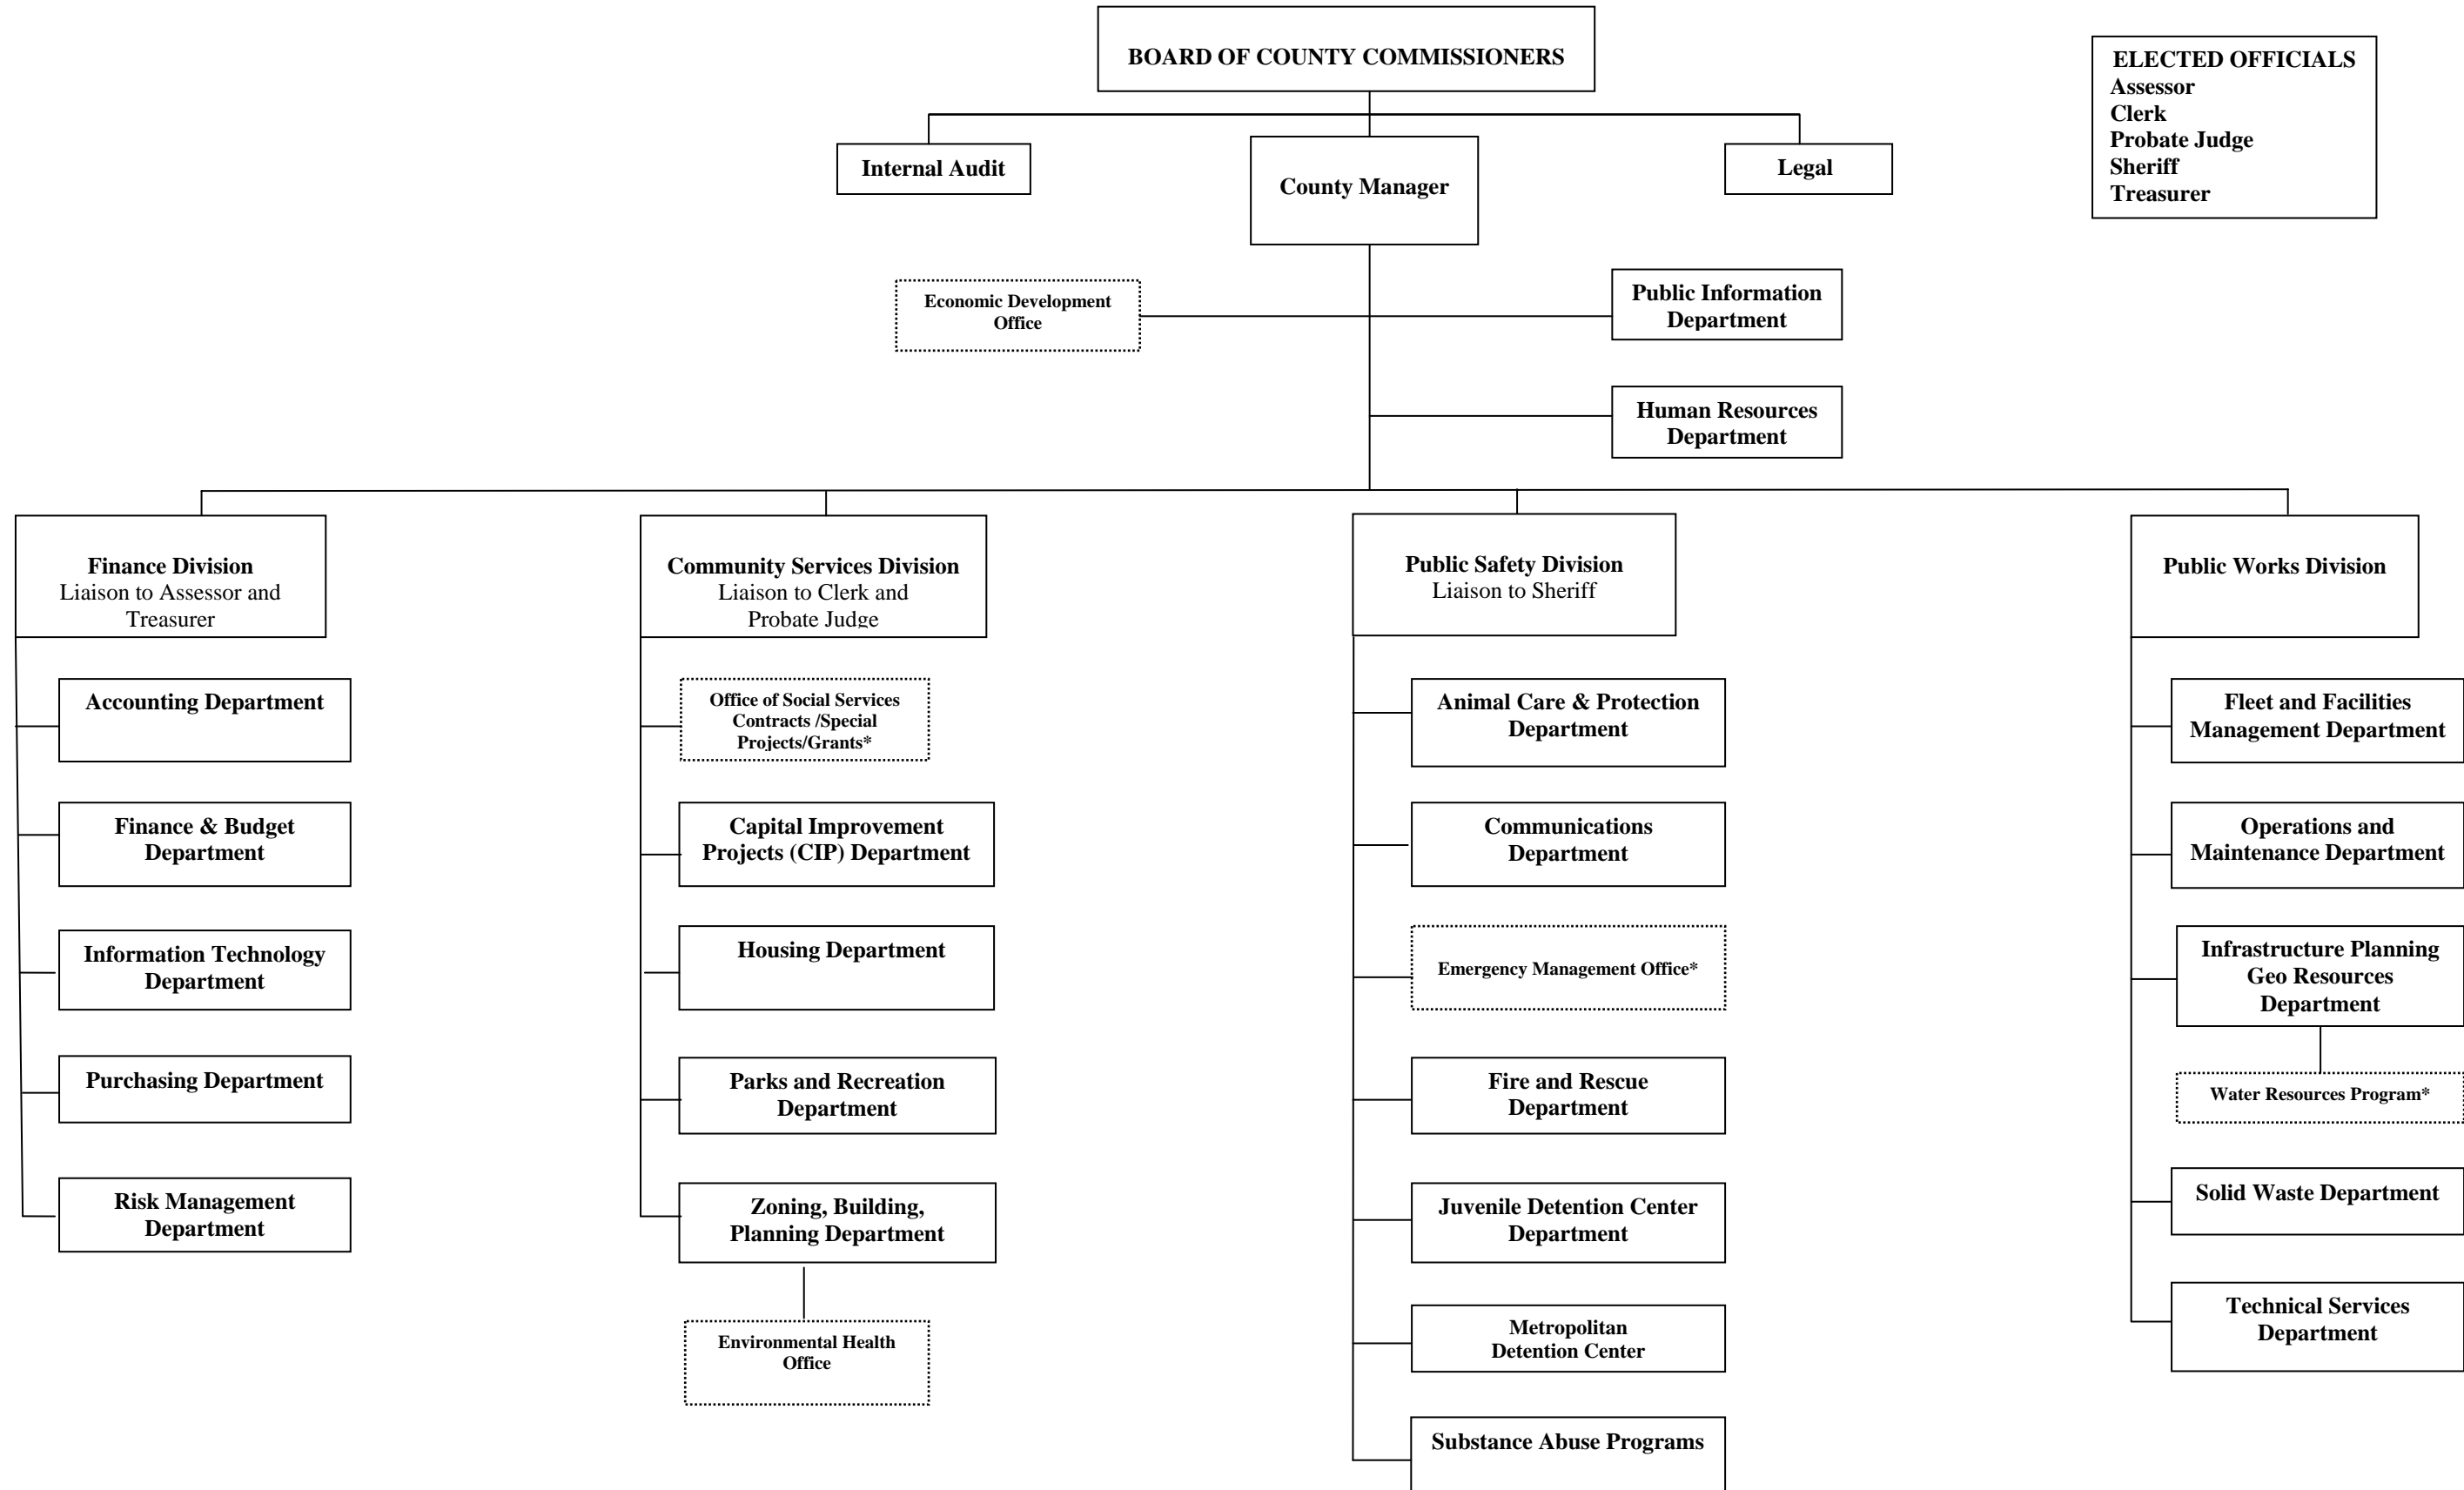 BOARD OF COUNTY COMMISSIONERS
ELECTED OFFICIALS
Assessor
Clerk
Probate Judge
Sheriff
Treasurer
Internal Audit
County Manager
Legal
Economic Development
Office
Public Information
Department
Human Resources
Department
Finance Division
Liaison to Assessor and
Treasurer
Community Services Division
Liaison to Clerk and
Probate Judge
Public Safety Division
Liaison to Sheriff
Public Works Division
Accounting Department
Finance & Budget
Department
Information Technology
Department
Purchasing Department
Risk Management
Department
Office of Social Services
Contracts /Special
Projects/Grants*
Capital Improvement
Projects (CIP) Department
Housing Department
Parks and Recreation
Department
Zoning, Building,
Planning Department
Environmental Health
Office
Animal Care & Protection
Department
Communications
Department
Emergency Management Office*
Fire and Rescue
Department
Juvenile Detention Center
Department
Metropolitan
Detention Center
Substance Abuse Programs
Fleet and Facilities
Management Department
Operations and
Maintenance Department
Infrastructure Planning
Geo Resources
Department
Water Resources Program*
Solid Waste Department
Technical Services
Department